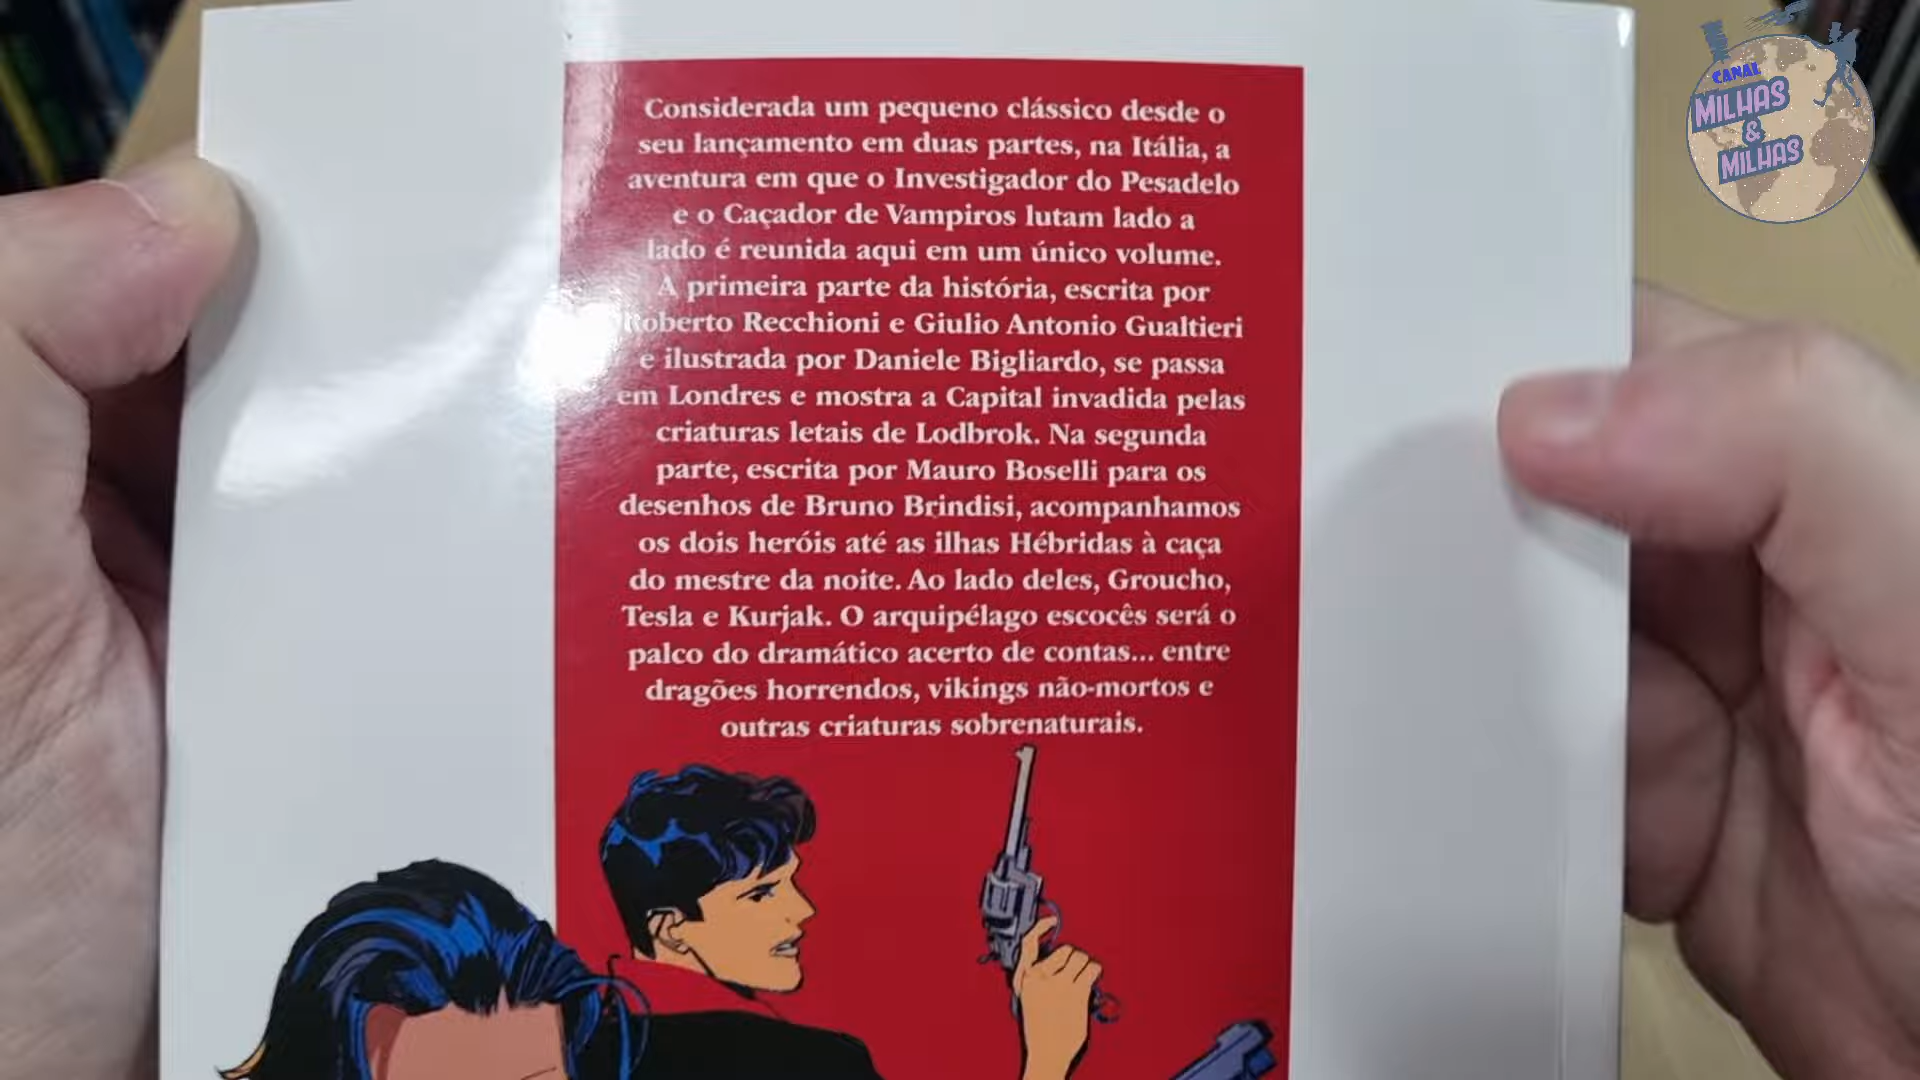 Considerada um pequeno clássico desde o
seu lançamento em duas partes, na Itália, a
aventura em que o Investigador do Pesadelo
e o Caçador de Vampiros lutam lado a
lado é reunida aqui em um único volume.
A primeira parte da história, escrita por
Roberto Recchioni e Giulio Antonio Gualtieri
e ilustrada por Daniele Bigliardo, se passa
em Londres e mostra a Capital invadida pelas
criaturas letais de Lodbrok. Na segunda
parte, escrita por Mauro Boselli para os
desenhos de Bruno Brindisi, acompanhamos
os dois heróis até as ilhas Hébridas à caça
do mestre da noite. Ao lado deles, Groucho,
Tesla e Kurjak. O arquipélago escocês será o
palco do dramático acerto de contas... entre
dragões horrendos, vikings não-mortos e
outras criaturas sobrenaturais.
CANAL
MILHAS
&
MILHAS